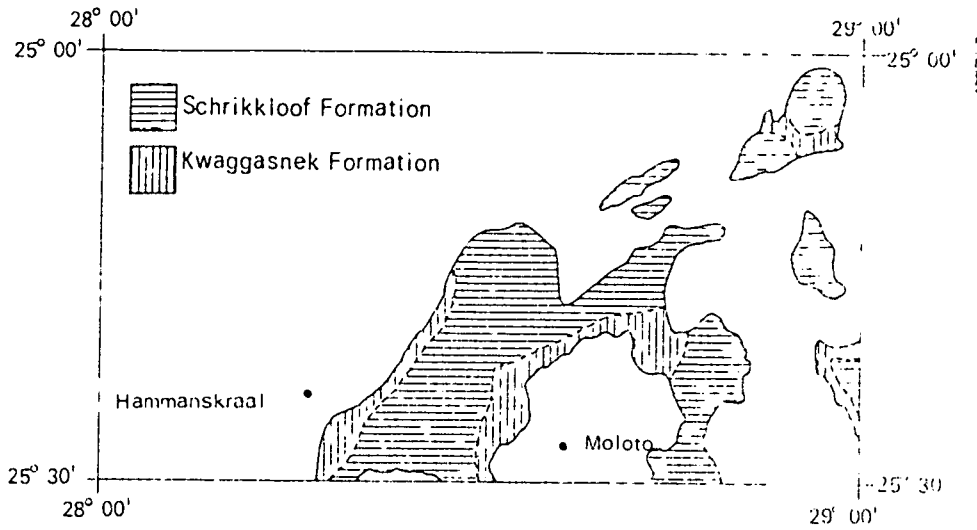 28° 00'
29° 00'
25° 00'
25° 00'
Schrikkloof Formation
Kwaggasnek Formation
Hammanskraal
Moloto
25° 30'
25° 30
28° 00'
29° 00'